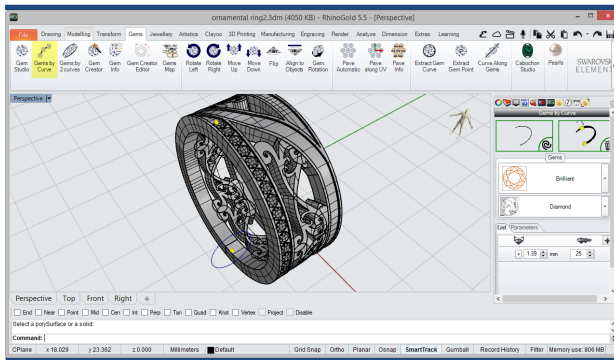 ornamental ring2.3dm (4050 KB) - RhinoGold 5.5 - [Perspective]
File Drawing Modelling Transform Gems Jewellery Artistics Clayoo 3D Printing Manufacturing Engraving Render Analyze Dimension Extras Learning
Gem Studio Gems by Curve Gems by 2 curves Gem Creator Gem Info Gem Creator Editor Gems Map Rotate Left Rotate Right Move Up Move Down Flip Align to Objects Gem Rotation Pave Automatic Pave along UV Pave Info Extract Gem Curve Extract Gem Point Curve Along Gems Cabochon Studio Pearls SWAROVSK
ELEMEN
Perspective
Gems by Curve
Gems
Brilliant
Diamond
List Parameters
1.39 mm 25
Perspective Top Front Right
End Near Point Mid Cen Int Perp Tan Quad Knot Vertex Project Disable
Select a polySurface or a solid:
Command:
CPlane x 18.029 y 23.362 z 0.000 Millimeters Default Grid Snap Ortho Planar Osnap SmartTrack Gumball Record History Filter Memory use: 806 MB